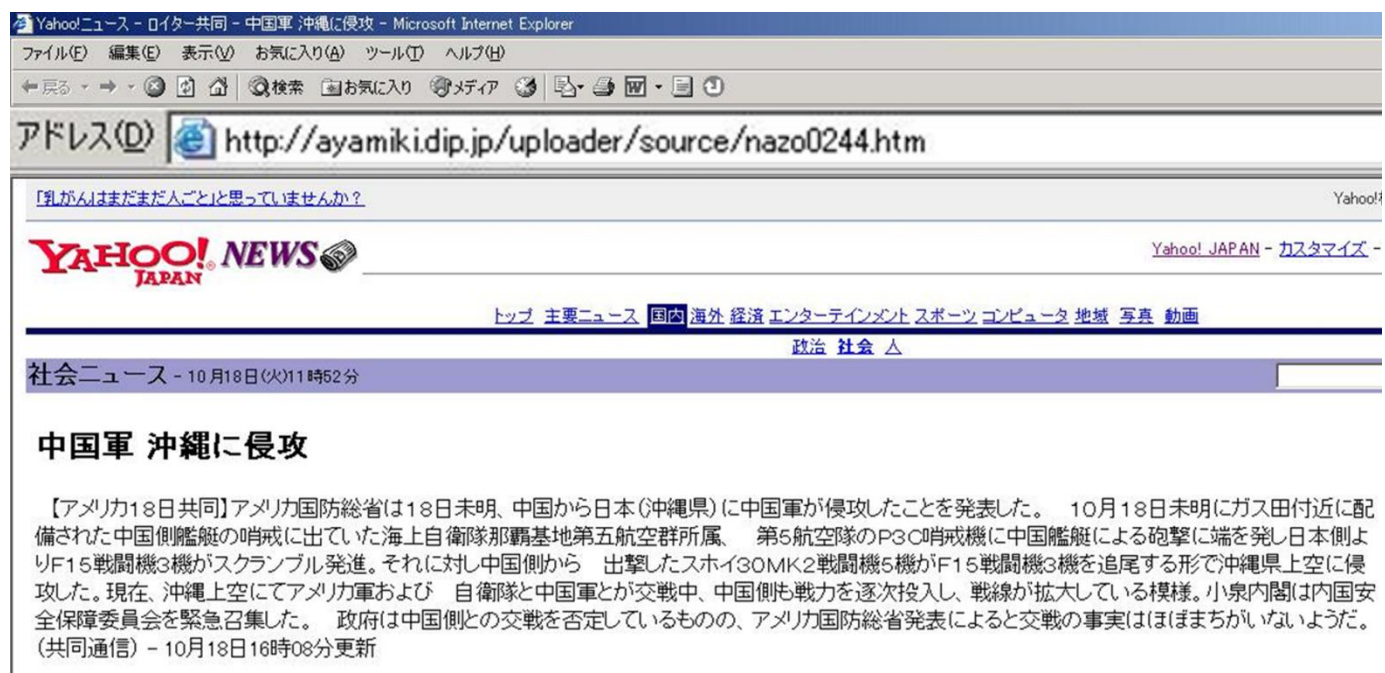 Yahoo!ニュース - ロイター共同 - 中国軍 沖縄に侵攻 - Microsoft Internet Explorer
ファイル(F) 編集(E) 表示(V) お気に入り(A) ツール(T) ヘルプ(H)
戻る 検索 お気に入り メディア
アドレス(D) http://ayamiki.dip.jp/uploader/source/nazo0244.htm
「乳がんはまだまだ人ごと」と思っていませんか? Yahoo!
YAHOO! NEWS
JAPAN
Yahoo! JAPAN - カスタマイズ -
トップ 主要ニュース 国内 海外 経済 エンターテインメント スポーツ コンピュータ 地域 写真 動画
政治 社会 人
社会ニュース - 10月18日(火)11時52分
中国軍 沖縄に侵攻
【アメリカ18日共同】アメリカ国防総省は18日未明、中国から日本(沖縄県)に中国軍が侵攻したことを発表した。 10月18日未明にガス田付近に配
備された中国側艦艇の哨戒に出ていた海上自衛隊那覇基地第五航空群所属、 第5航空隊のP3C哨戒機に中国艦艇による砲撃に端を発し日本側よ
りF15戦闘機3機がスクランブル発進。それに対し中国側から 出撃したスホイ30MK2戦闘機5機がF15戦闘機3機を追尾する形で沖縄県上空に侵
攻した。現在、沖縄上空にてアメリカ軍および 自衛隊と中国軍とが交戦中、中国側も戦力を逐次投入し、戦線が拡大している模様。小泉内閣は内国安
全保障委員会を緊急召集した。 政府は中国側との交戦を否定しているものの、アメリカ国防総省発表によると交戦の事実はほぼまちがいないようだ。
(共同通信) - 10月18日16時08分更新